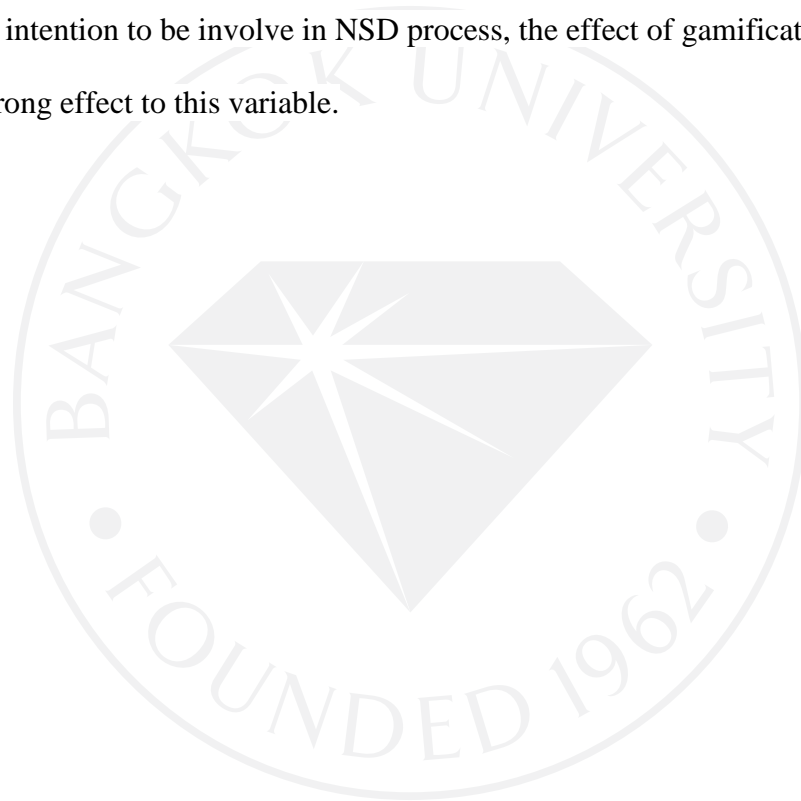 intention to be involve in NSD process, the effect of gamificat
rong effect to this variable.
BANGKOK UNIVERSITY
FOUNDED 1962